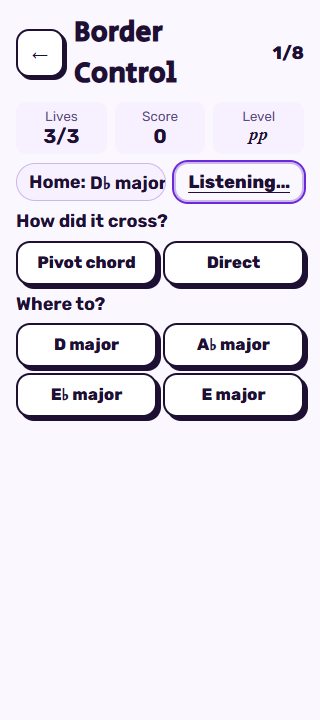 ←
Border
Control
1/8
Lives
Score
Level
3/3
0
pp
Home: D♭ major
Listening...
How did it cross?
Pivot chord
Direct
Where to?
D major
A♭ major
E♭ major
E major